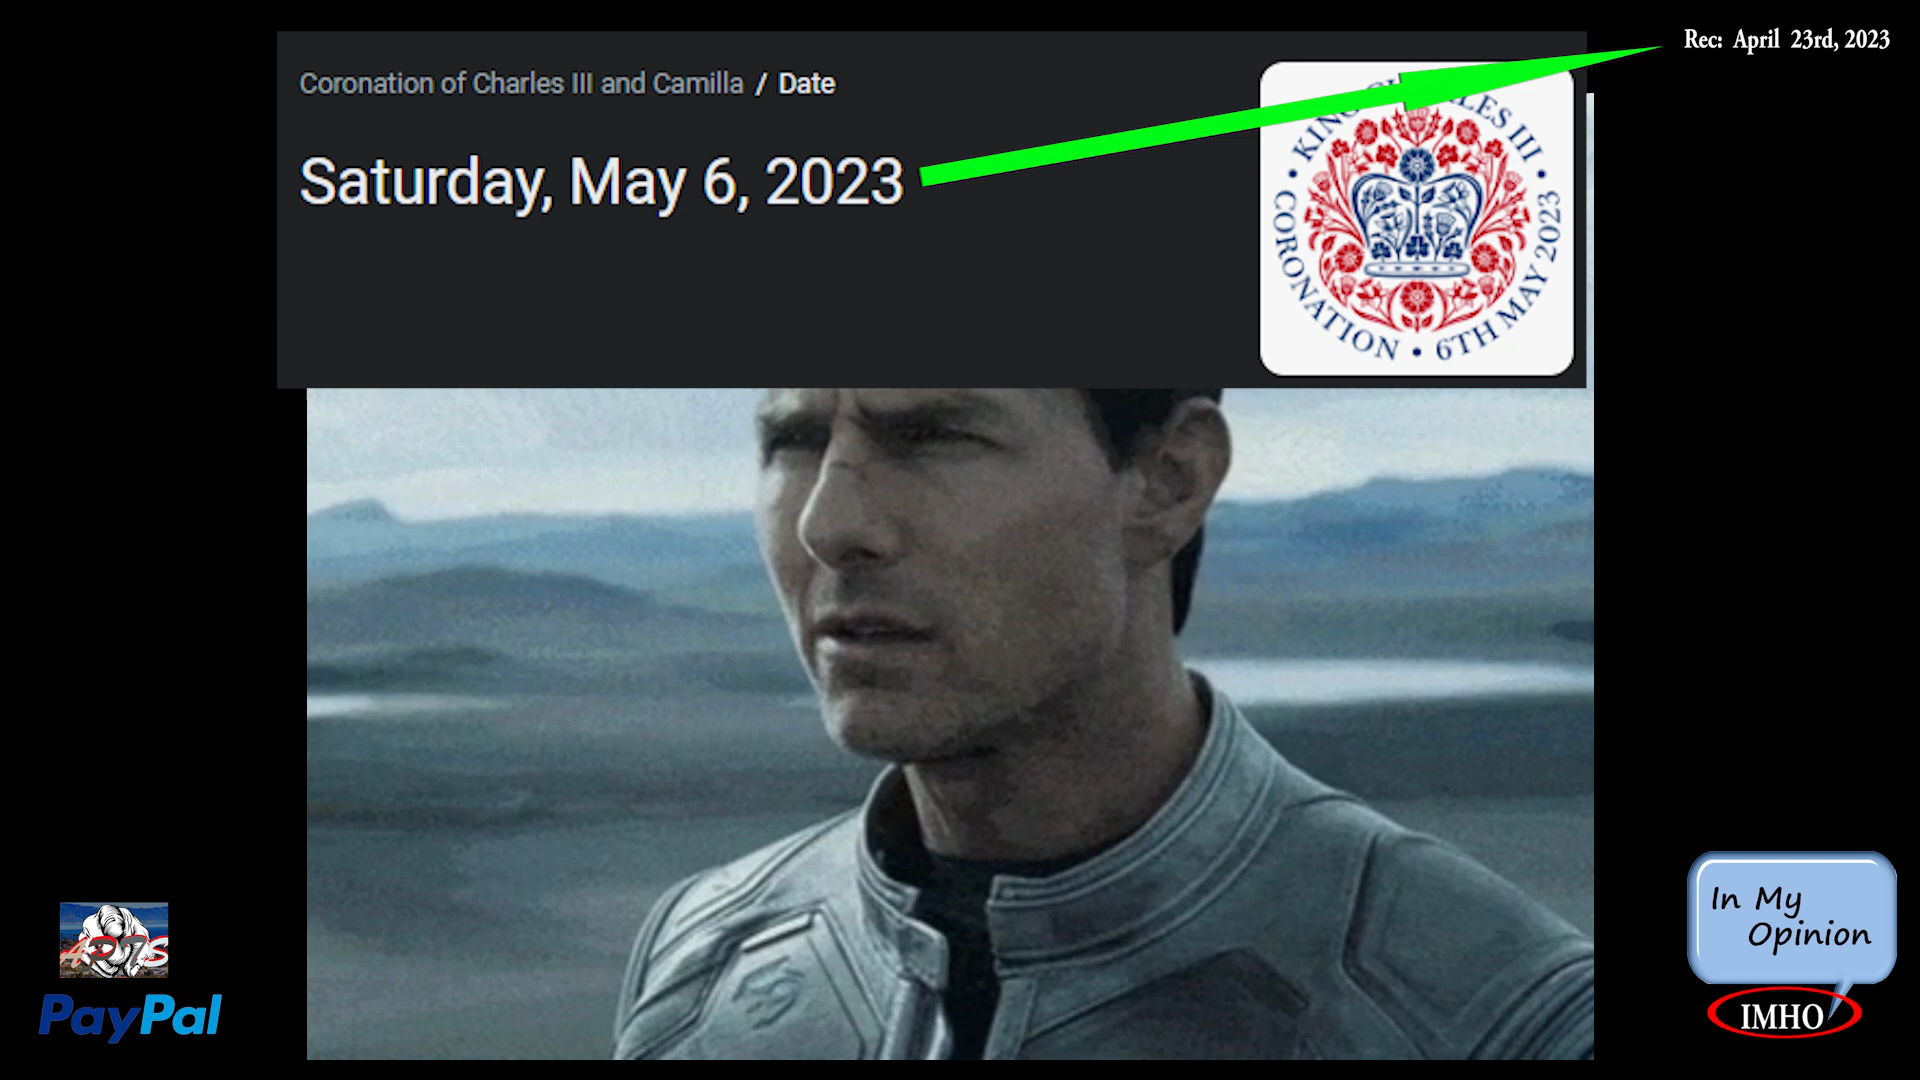 Rec: April 23rd, 2023
Coronation of Charles III and Camilla / Date
Saturday, May 6, 2023
KING CHARLES III • CORONATION • 6TH MAY 2023 •
In My
Opinion
IMHO
PayPal